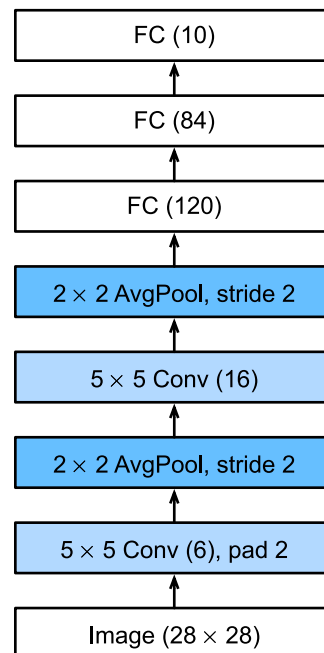 FC (10)
FC (84)
FC (120)
2 × 2 AvgPool, stride 2
5 × 5 Conv (16)
2 × 2 AvgPool, stride 2
5 × 5 Conv (6), pad 2
Image (28 × 28)